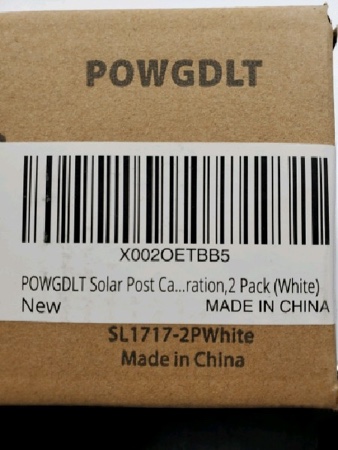 POWGDLT
X002OETBB5
POWGDLT Solar Post Ca...ration,2 Pack (White)
New MADE IN CHINA
SL1717-2PWhite
Made in China